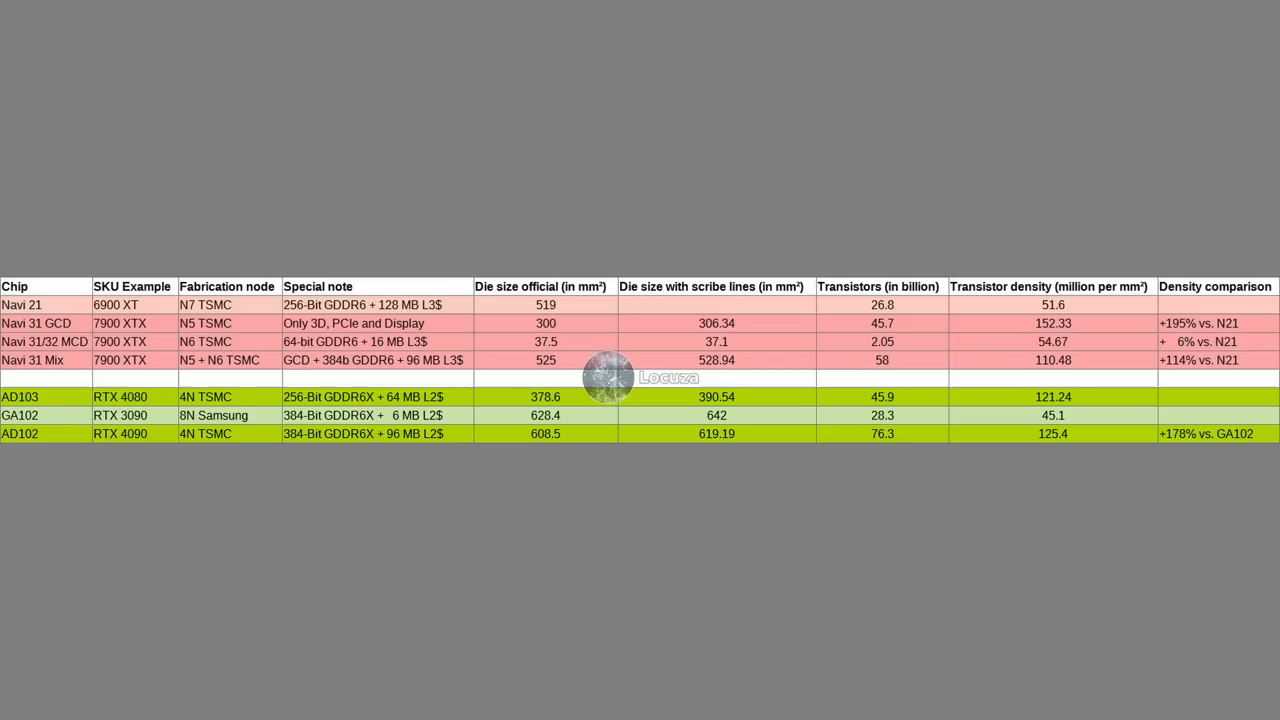 Chip SKU Example Fabrication node Special note Die size official (in mm²) Die size with scribe lines (in mm²) Transistors (in billion) Transistor density (million per mm²) Density comparison
Navi 21 6900 XT N7 TSMC 256-Bit GDDR6 + 128 MB L3$ 519 26.8 51.6
Navi 31 GCD 7900 XTX N5 TSMC Only 3D, PCIe and Display 300 306.34 45.7 152.33 +195% vs. N21
Navi 31/32 MCD 7900 XTX N6 TSMC 64-bit GDDR6 + 16 MB L3$ 37.5 37.1 2.05 54.67 + 6% vs. N21
Navi 31 Mix 7900 XTX N5 + N6 TSMC GCD + 384b GDDR6 + 96 MB L3$ 525 528.94 58 110.48 +114% vs. N21
Locuza
AD103 RTX 4080 4N TSMC 256-Bit GDDR6X + 64 MB L2$ 378.6 390.54 45.9 121.24
GA102 RTX 3090 8N Samsung 384-Bit GDDR6X + 6 MB L2$ 628.4 642 28.3 45.1
AD102 RTX 4090 4N TSMC 384-Bit GDDR6X + 96 MB L2$ 608.5 619.19 76.3 125.4 +178% vs. GA102